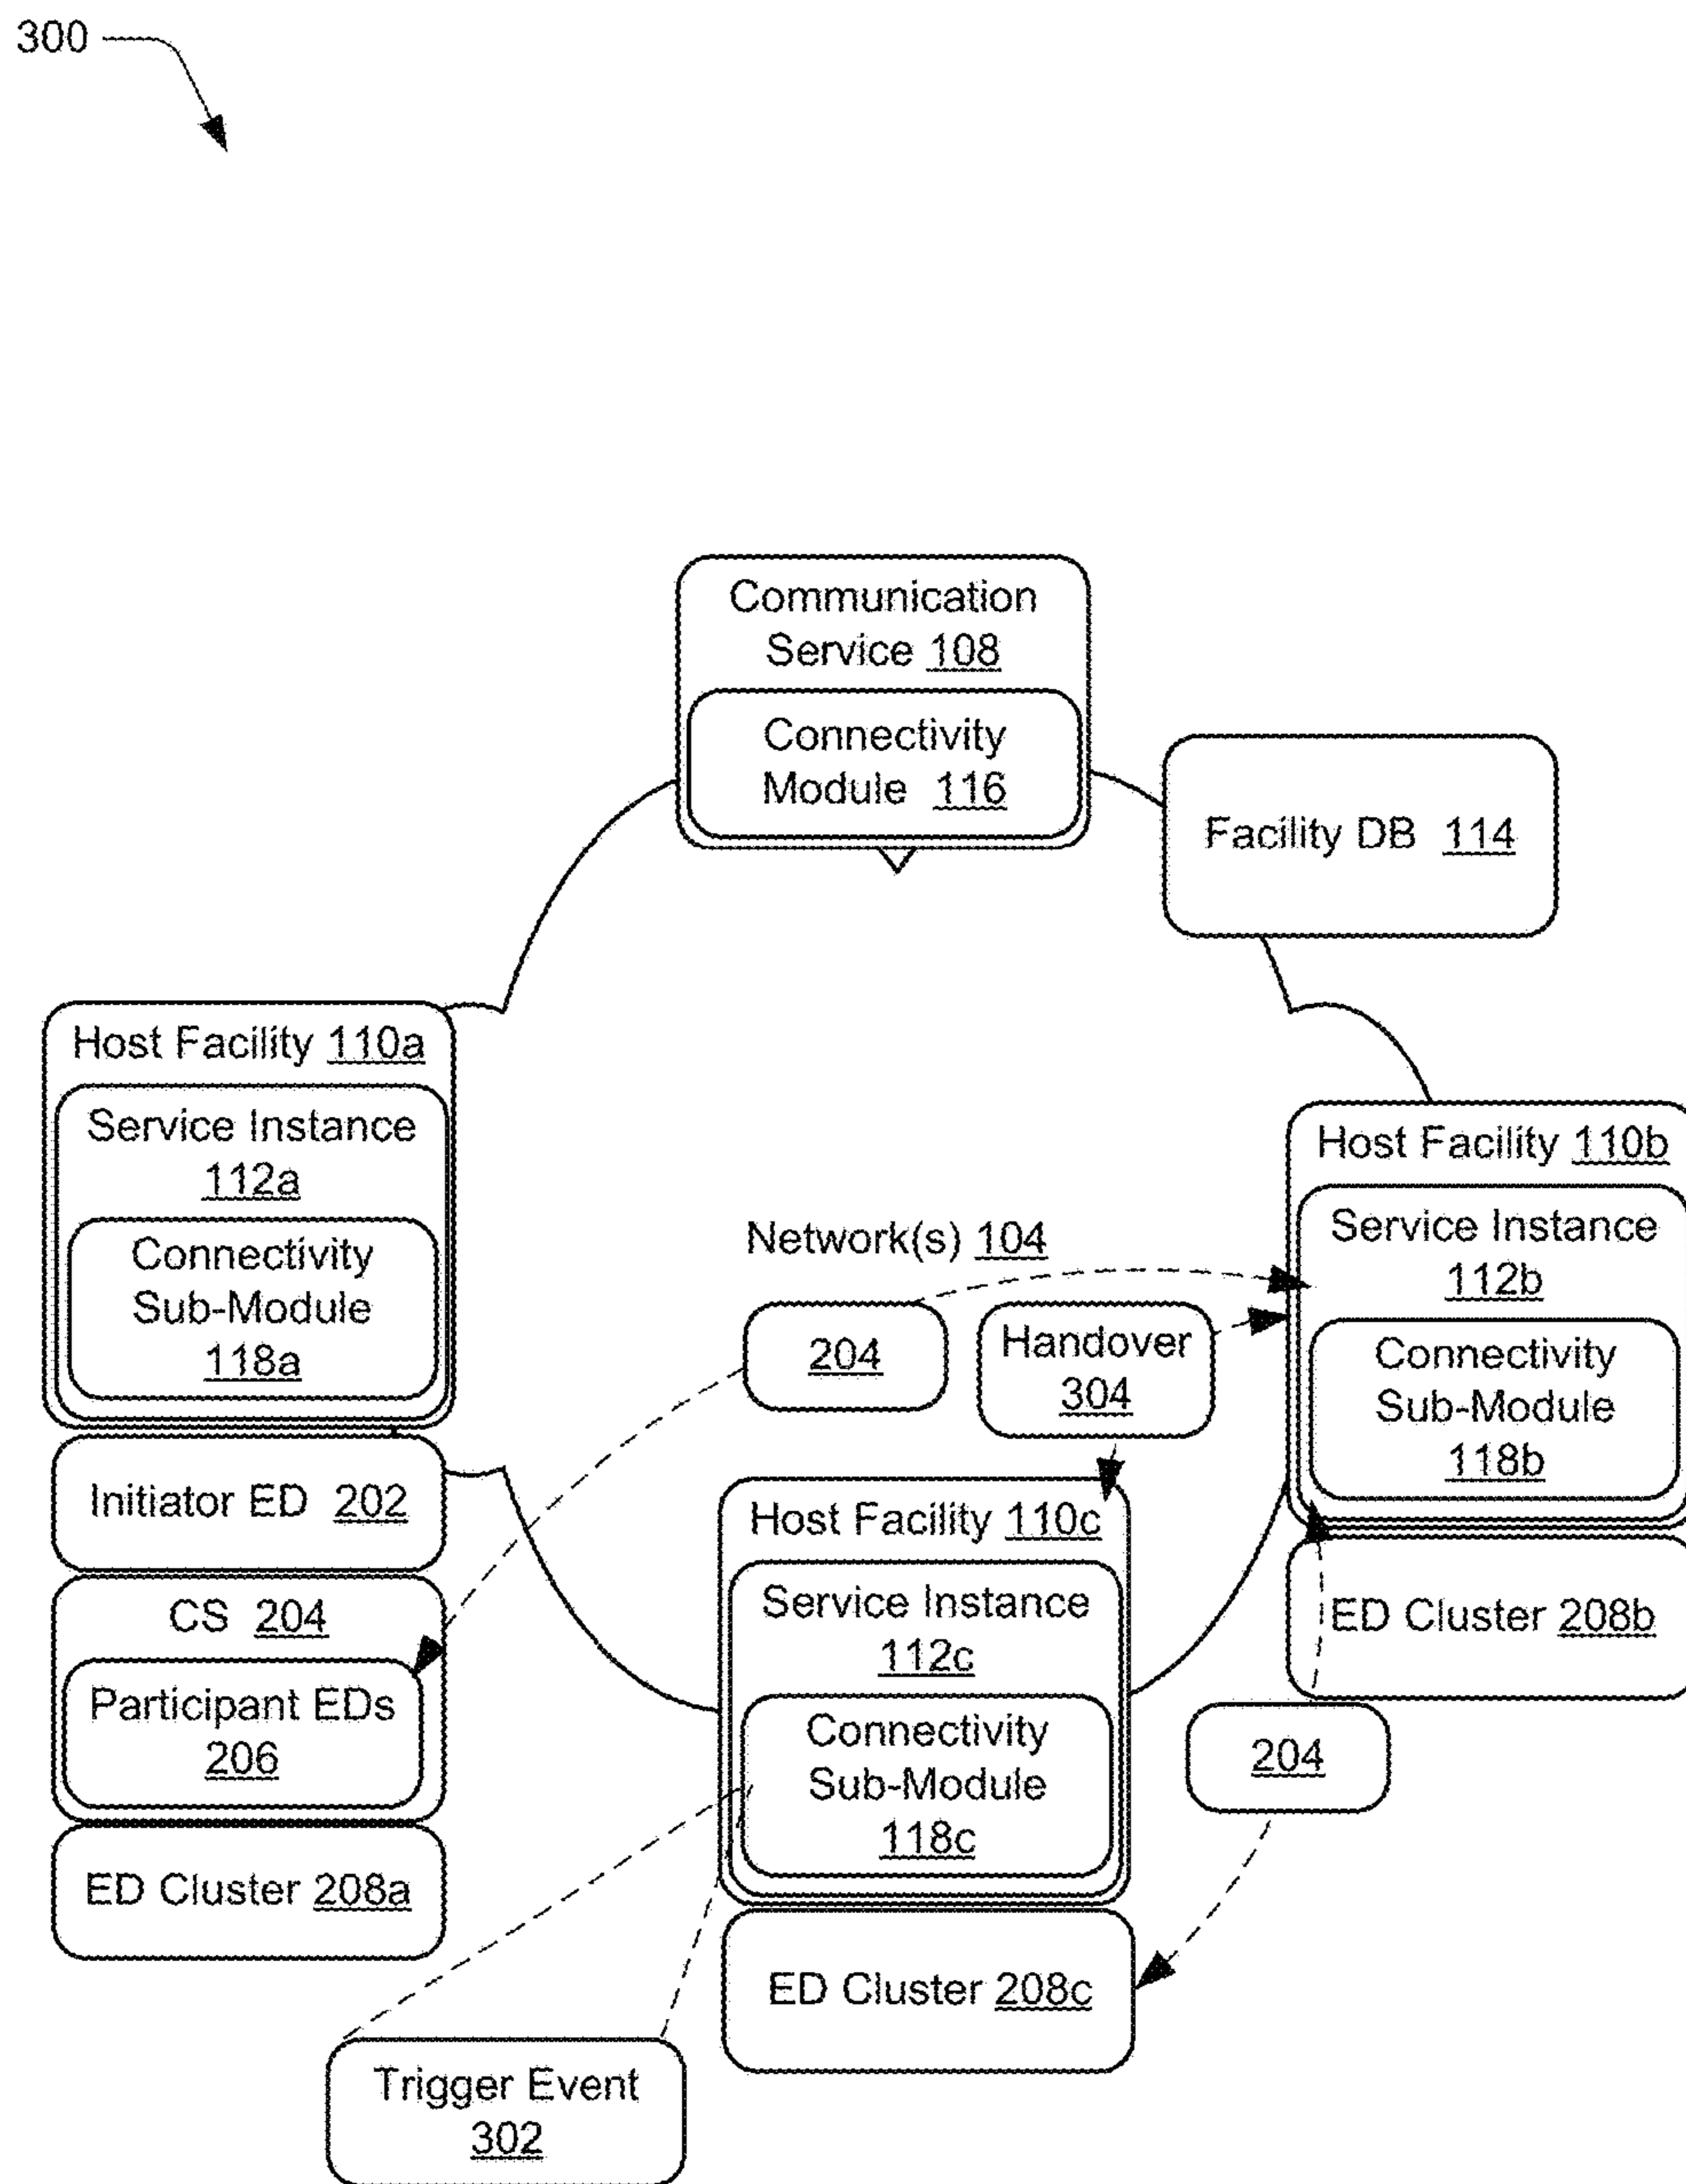 300
Communication
Service 108
Connectivity
Module 116
Facility DB 114
Host Facility 110a
Service Instance
112a
Connectivity
Sub-Module
118a
Initiator ED 202
CS 204
Participant EDs
206
ED Cluster 208a
Network(s) 104
204
Handover
304
Host Facility 110b
Service Instance
112b
Connectivity
Sub-Module
118b
ED Cluster 208b
204
Host Facility 110c
Service Instance
112c
Connectivity
Sub-Module
118c
ED Cluster 208c
Trigger Event
302